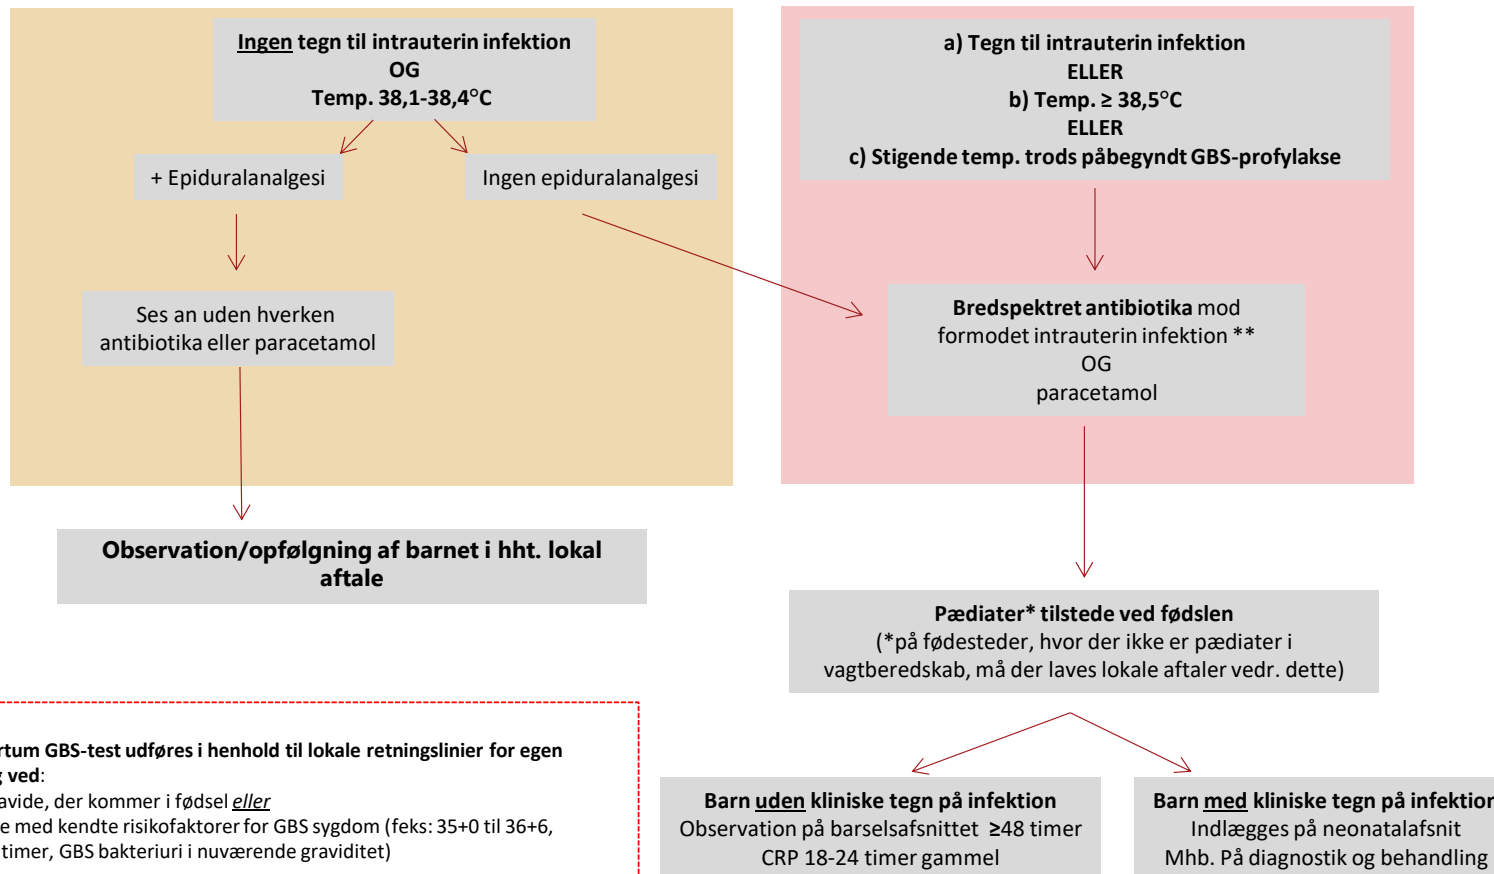 Ingen tegn til intrauterin infektion
OG
Temp. 38,1-38,4°C
+ Epiduralanalgesi
Ingen epiduralanalgesi
Ses an uden hverken
antibiotika eller paracetamol
Observation/opfølgning af barnet i hht. lokal
aftale
a) Tegn til intrauterin infektion
ELLER
b) Temp. ≥ 38,5°C
ELLER
c) Stigende temp. trods påbegyndt GBS-profylakse
Bredspektret antibiotika mod
formodet intrauterin infektion **
OG
paracetamol
Pædiater* tilstede ved fødslen
(*på fødesteder, hvor der ikke er pædiater i
vagtberedskab, må der laves lokale aftaler vedr. dette)
Barn uden kliniske tegn på infektion
Observation på barselsafsnittet ≥48 timer
CRP 18-24 timer gammel
Barn med kliniske tegn på infektion
Indlægges på neonatalafsnit
Mhb. På diagnostik og behandling
rtum GBS-test udføres i henhold til lokale retningslinier for egen
g ved:
avide, der kommer i fødsel eller
e med kendte risikofaktorer for GBS sygdom (feks: 35+0 til 36+6,
timer, GBS bakteriuri i nuværende graviditet)